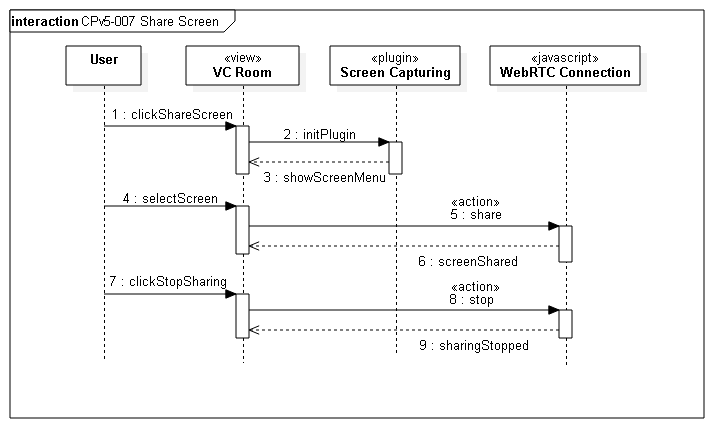 interaction CPv5-007 Share Screen
User
«view»
VC Room
«plugin»
Screen Capturing
«javascript»
WebRTC Connection
1 : clickShareScreen
2 : initPlugin
3 : showScreenMenu
4 : selectScreen
«action»
5 : share
6 : screenShared
7 : clickStopSharing
«action»
8 : stop
9 : sharingStopped